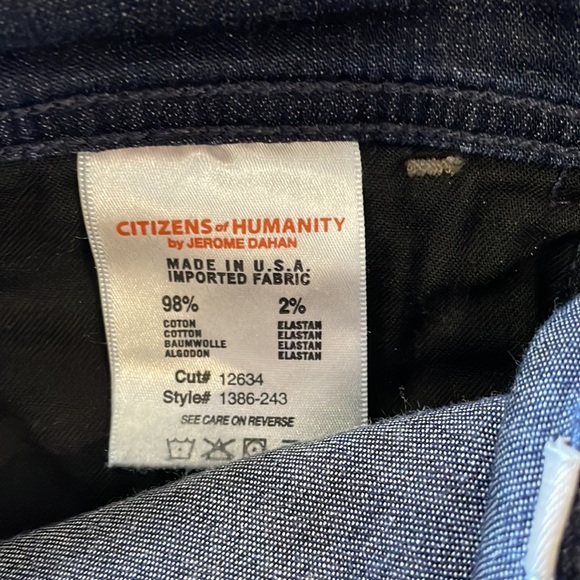 CITIZENS of HUMANITY
by JEROME DAHAN
MADE IN U.S.A.
IMPORTED FABRIC
98% 2%
COTON ELASTAN
COTTON ELASTAN
BAUMWOLLE ELASTAN
ALGODON ELASTAN
Cut# 12634
Style# 1386-243
SEE CARE ON REVERSE